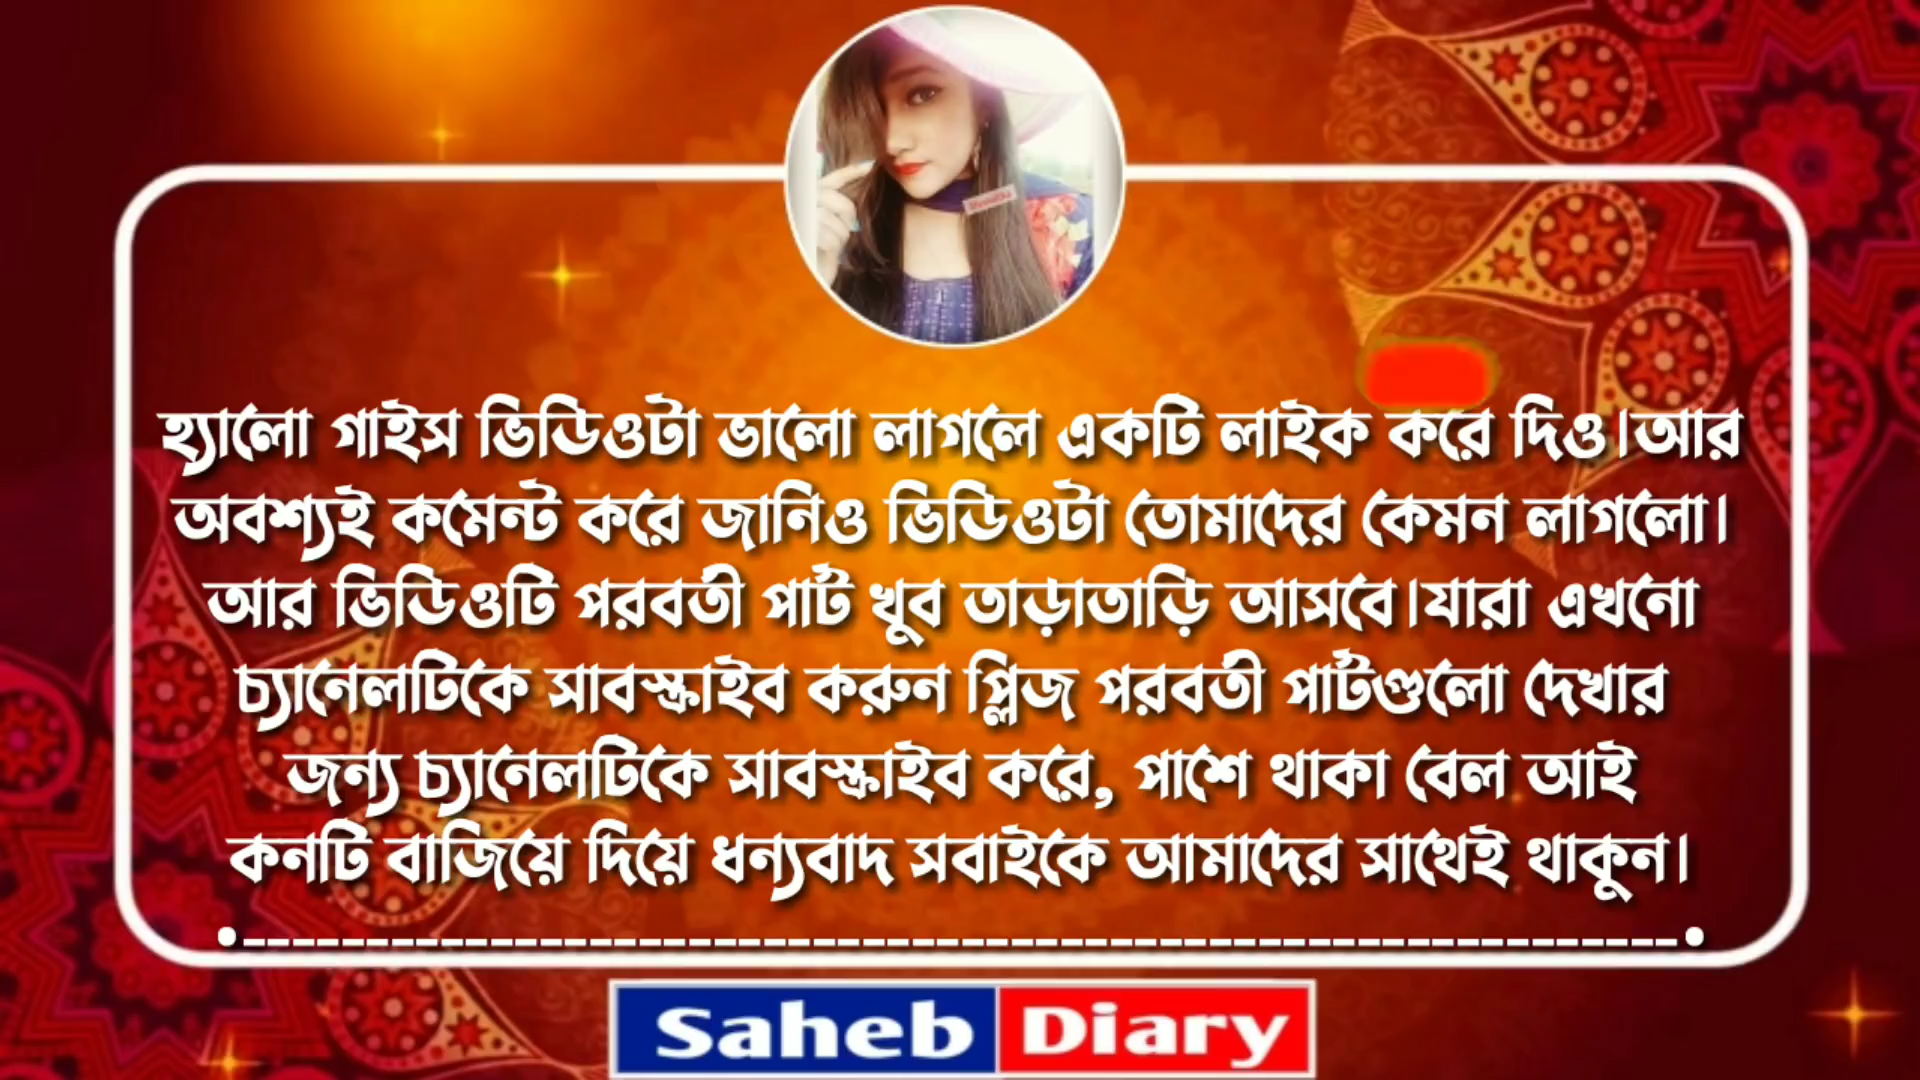 হ্যালো গাইস ভিডিওটা ভালো লাগলে একটি লাইক করে দিও।আর
অবশ্যই কমেন্ট করে জানিও ভিডিওটা তোমাদের কেমন লাগলো।
আর ভিডিওটি পরবর্তী পার্ট খুব তাড়াতাড়ি আসবে।যারা এখনো
চ্যানেলটিকে সাবস্ক্রাইব করুন প্লিজ পরবর্তী পার্টগুলো দেখার
জন্য চ্যানেলটিকে সাবস্ক্রাইব করে, পাশে থাকা বেল আই
কনটি বাজিয়ে দিয়ে ধন্যবাদ সবাইকে আমাদের সাথেই থাকুন।
Saheb Diary